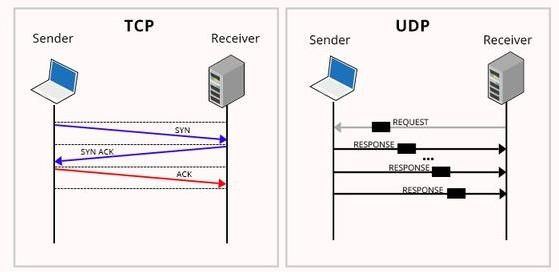 TCP
Sender
Receiver
SYN
SYN ACK
ACK
UDP
Sender
Receiver
REQUEST
RESPONSE
...
RESPONSE
RESPONSE